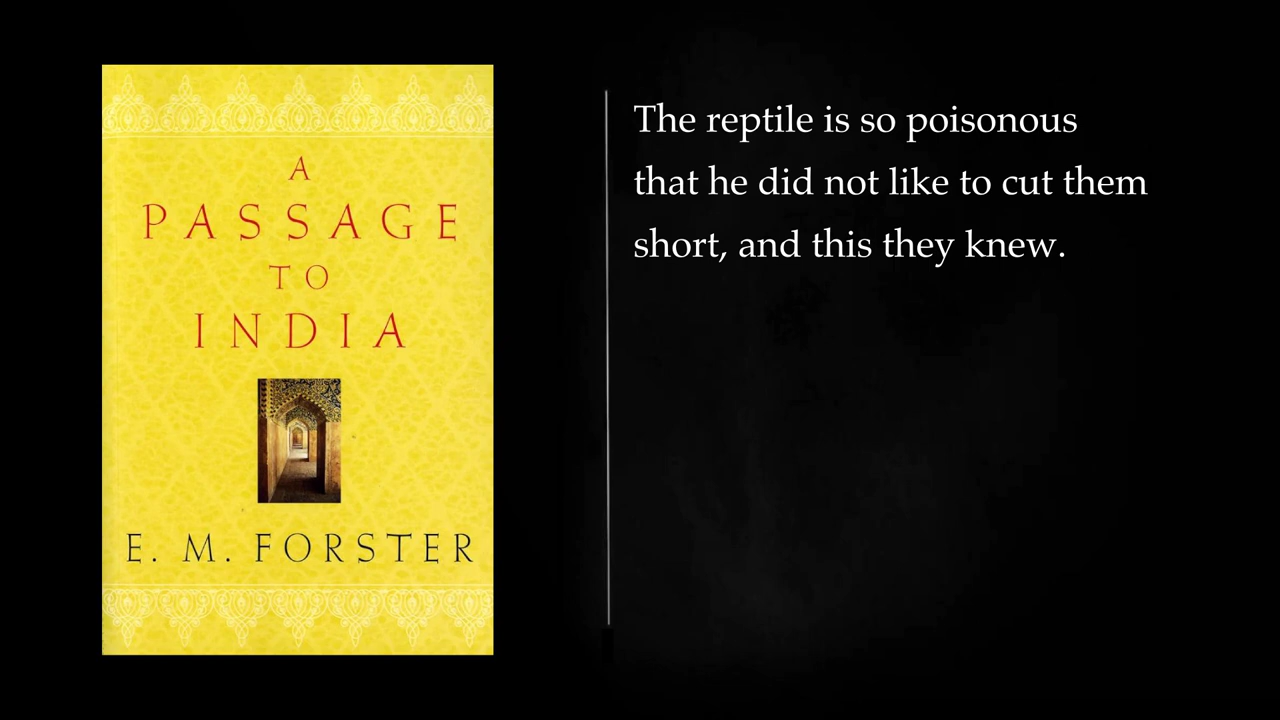 A
PASSAGE
TO
INDIA
E. M. FORSTER
The reptile is so poisonous
that he did not like to cut them
short, and this they knew.